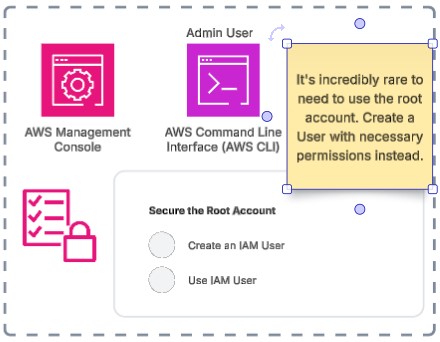 Admin User
It's incredibly rare to
need to use the root
account. Create a
User with necessary
permissions instead.
AWS Management
Console
AWS Command Line
Interface (AWS CLI)
Secure the Root Account
Create an IAM User
Use IAM User